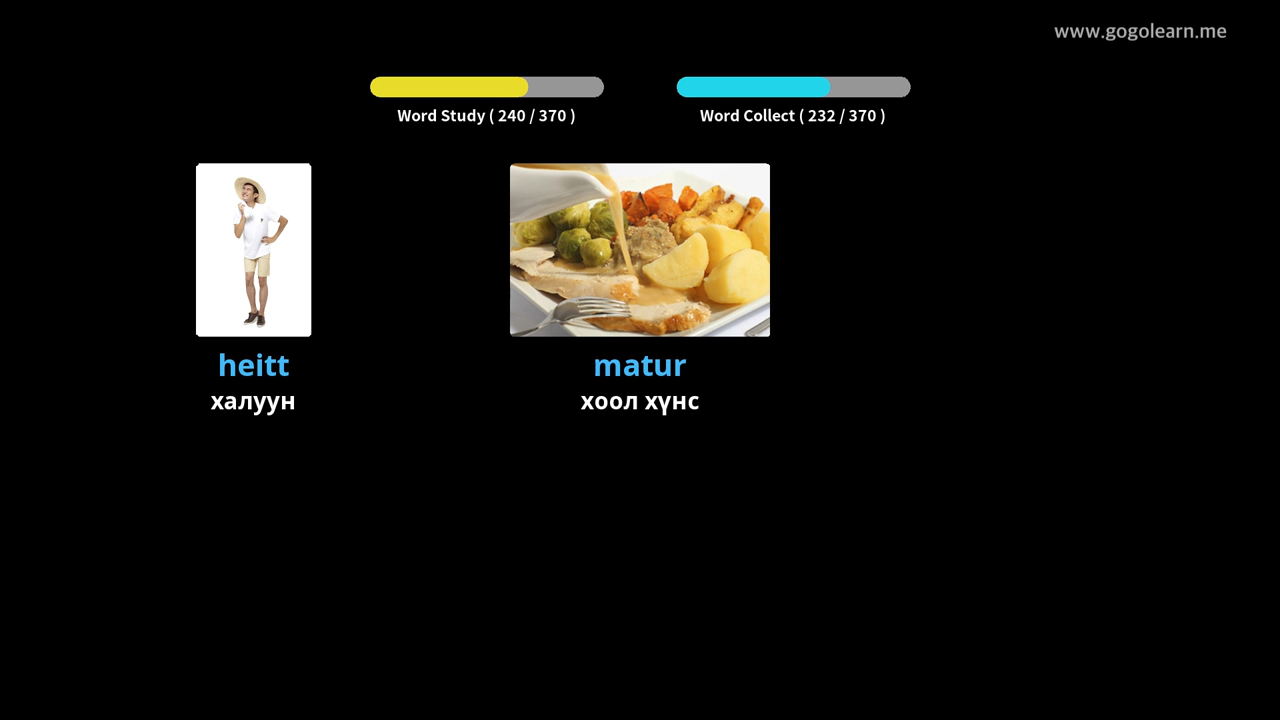 www.gogolearn.me
Word Study ( 240 / 370 )
Word Collect ( 232 / 370 )
heitt
халуун
matur
хоол хүнс